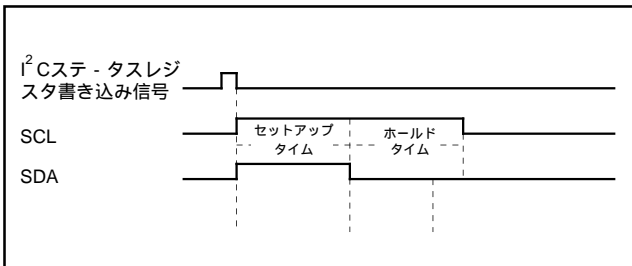 I²Cステ - タスレジ
スタ書き込み信号
SCL
セットアップ
タイム
ホールド
タイム
SDA